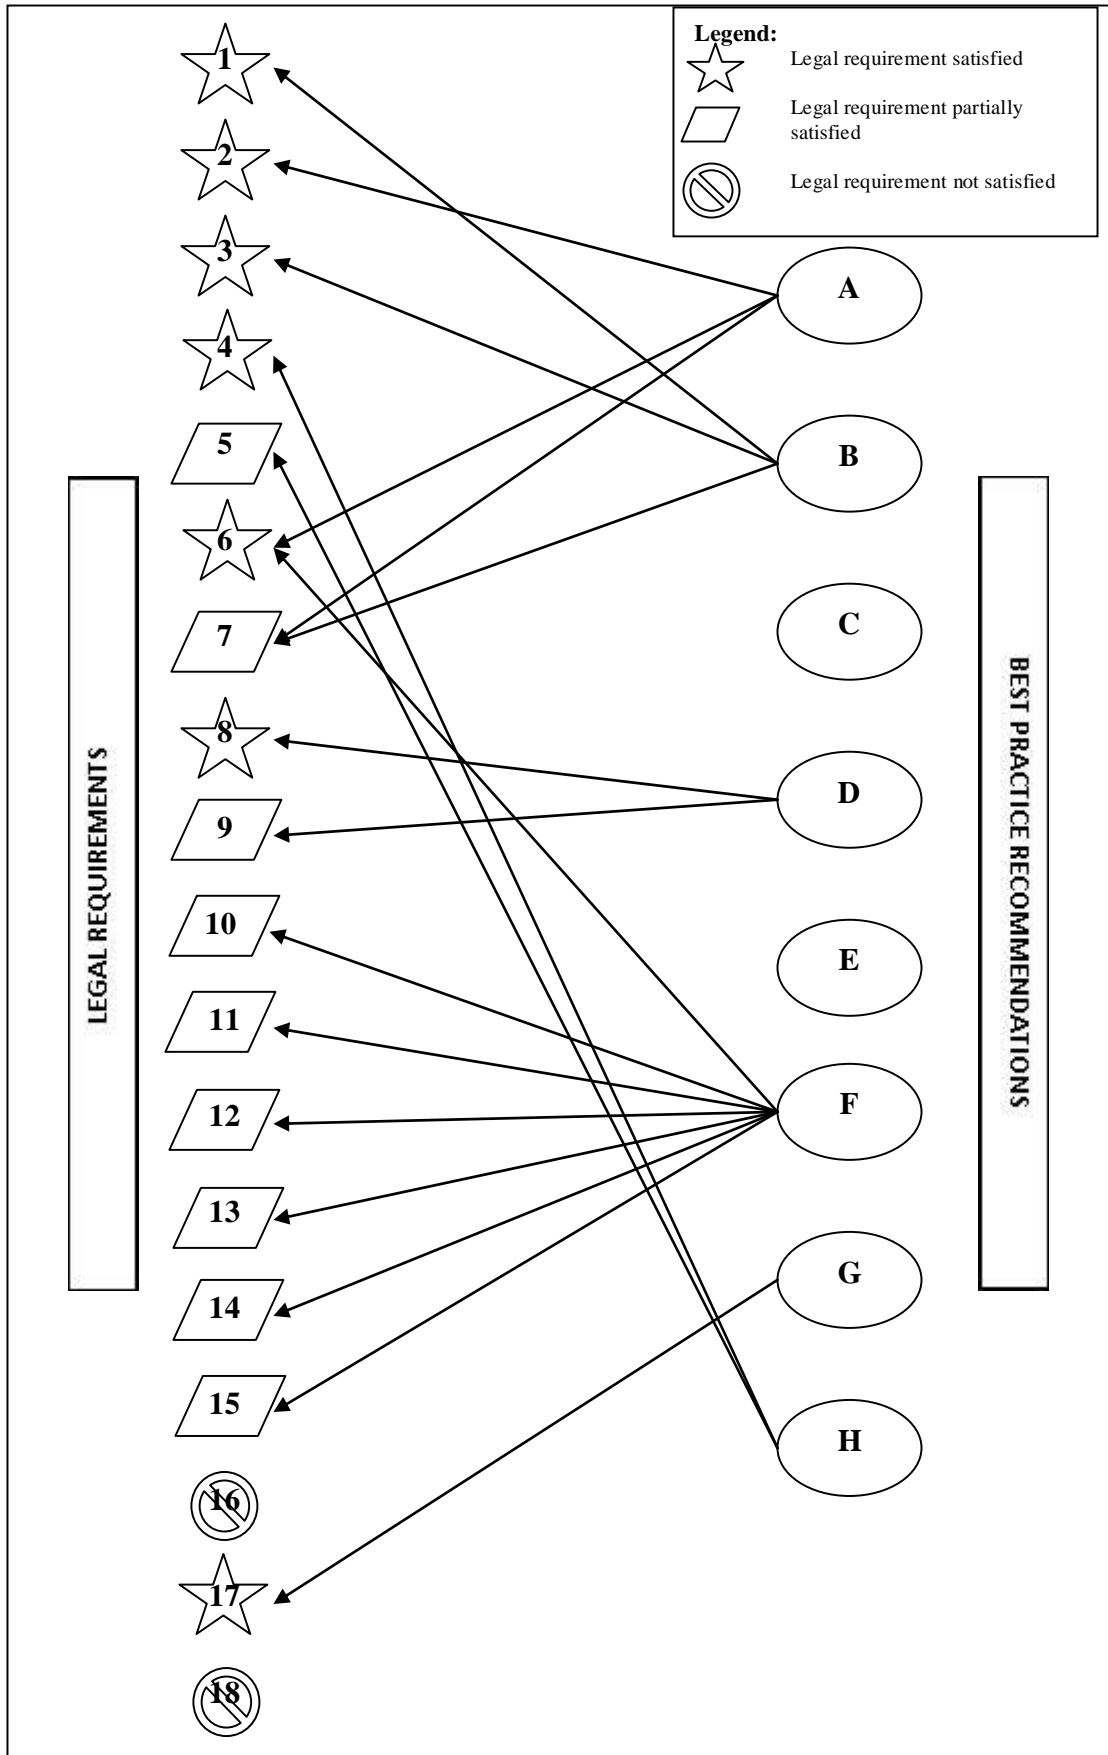 Legend:
Legal requirement satisfied
Legal requirement partially
satisfied
Legal requirement not satisfied
1
2
3
4
5
6
7
8
9
10
11
12
13
14
15
16
17
18
LEGAL REQUIREMENTS
A
B
C
D
E
F
G
H
BEST PRACTICE RECOMMENDATIONS